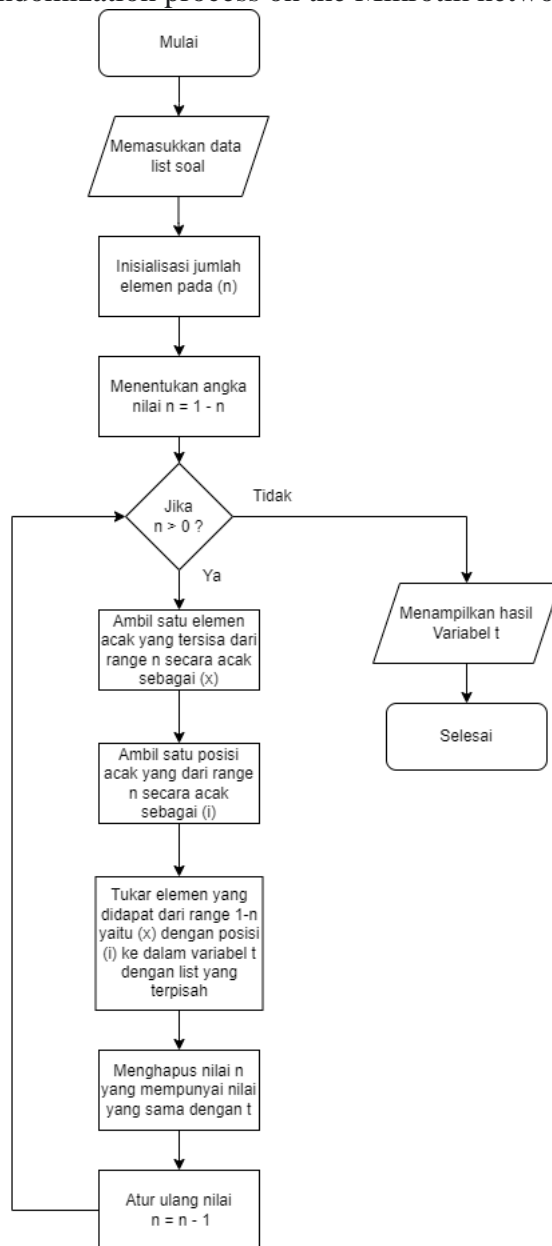 Mulai
Memasukkan data
list soal
Inisialisasi jumlah
elemen pada (n)
Menentukan angka
nilai n = 1 - n
Jika
n > 0 ?
Tidak
Ya
Ambil satu elemen
acak yang tersisa dari
range n secara acak
sebagai (x)
Ambil satu posisi
acak yang dari range
n secara acak
sebagai (i)
Tukar elemen yang
didapat dari range 1-n
yaitu (x) dengan posisi
(i) ke dalam variabel t
dengan list yang
terpisah
Menghapus nilai n
yang mempunyai nilai
yang sama dengan t
Atur ulang nilai
n = n - 1
Menampilkan hasil
Variabel t
Selesai